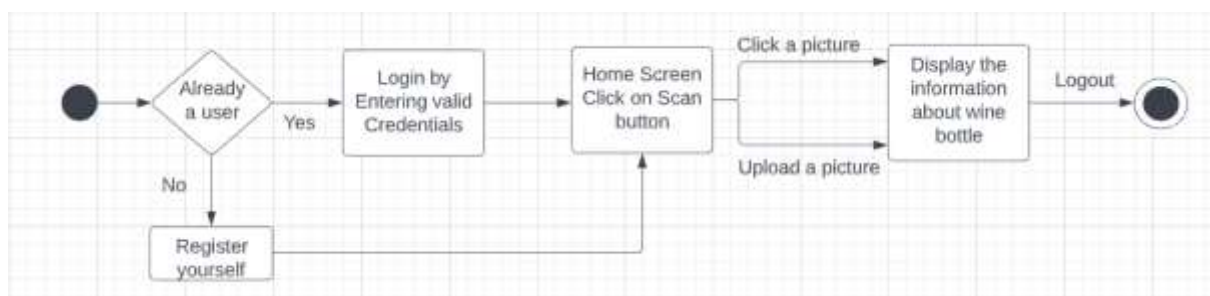 Already
a user
Yes
No
Register
yourself
Login by
Entering valid
Credentials
Home Screen
Click on Scan
button
Click a picture
Upload a picture
Display the
information
about wine
bottle
Logout